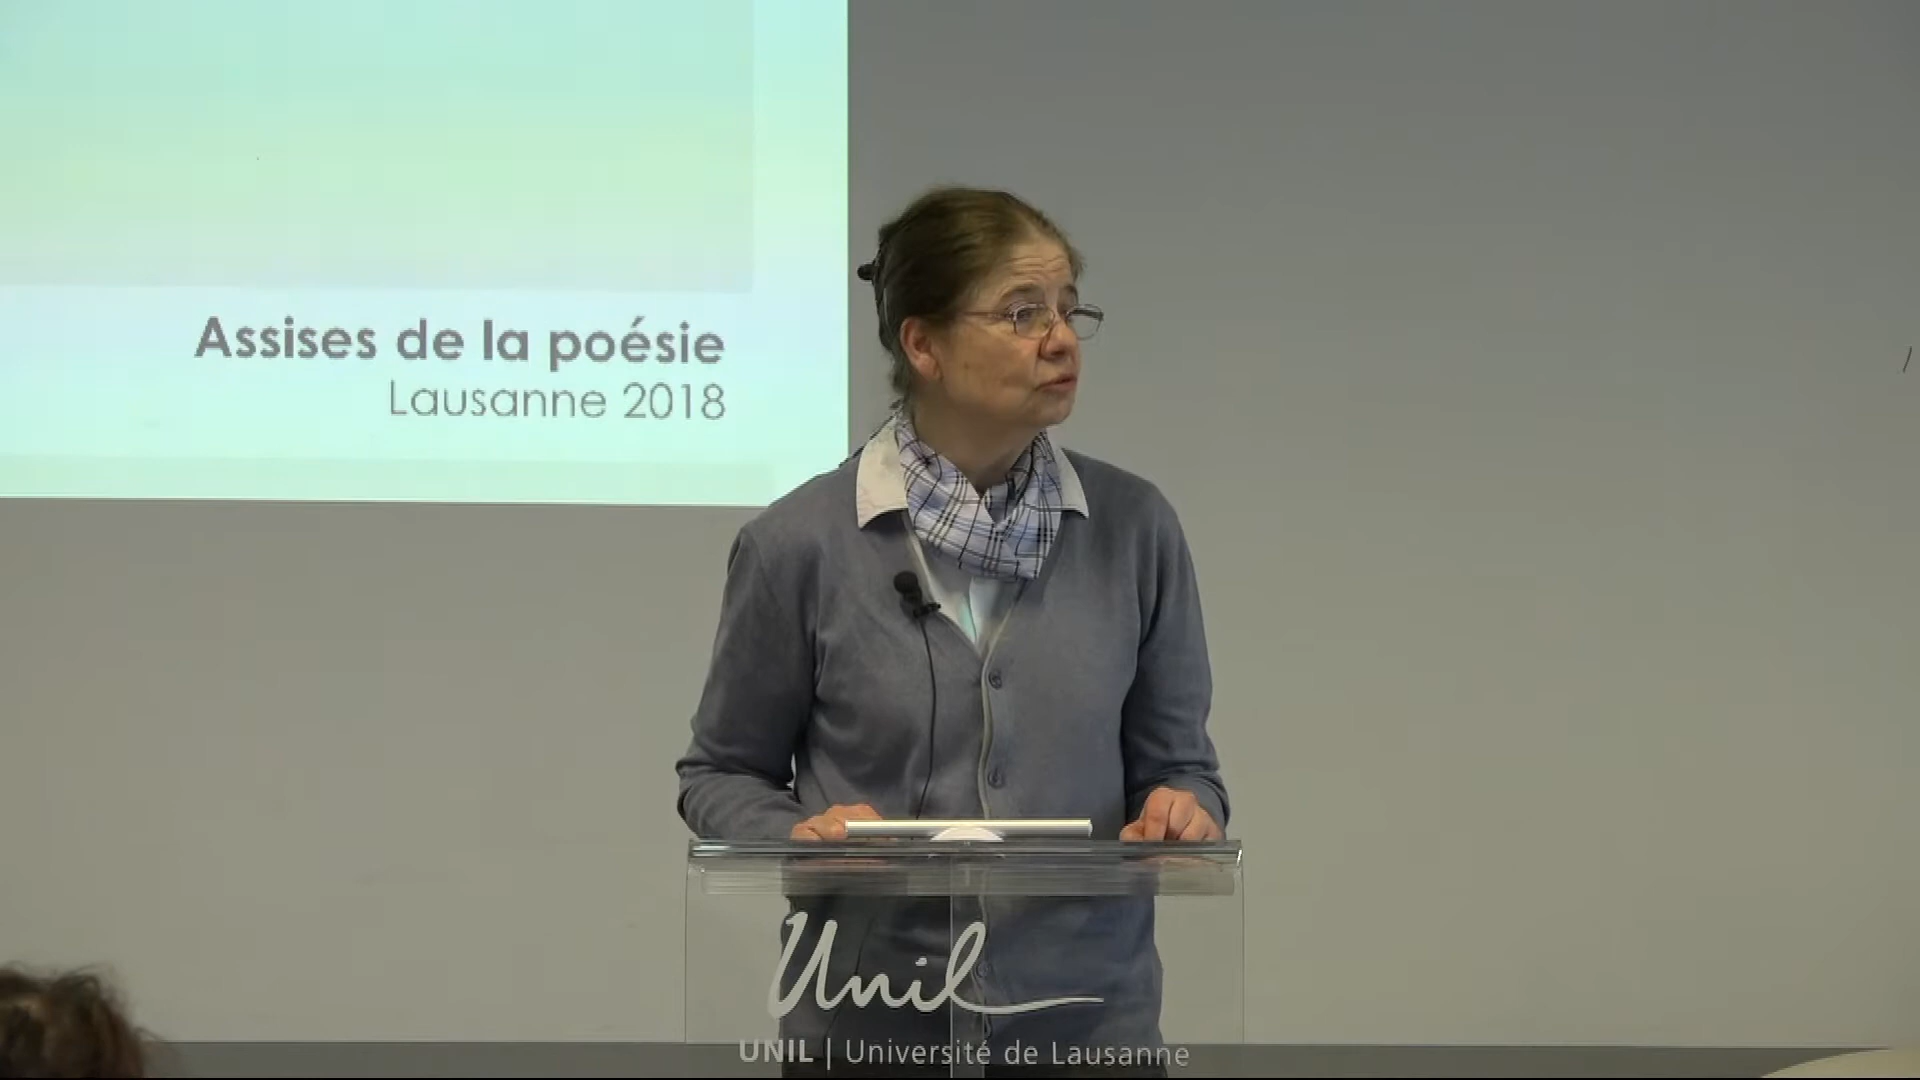 Assises de la poésie
Lausanne 2018
Unil
UNIL | Université de Lausanne